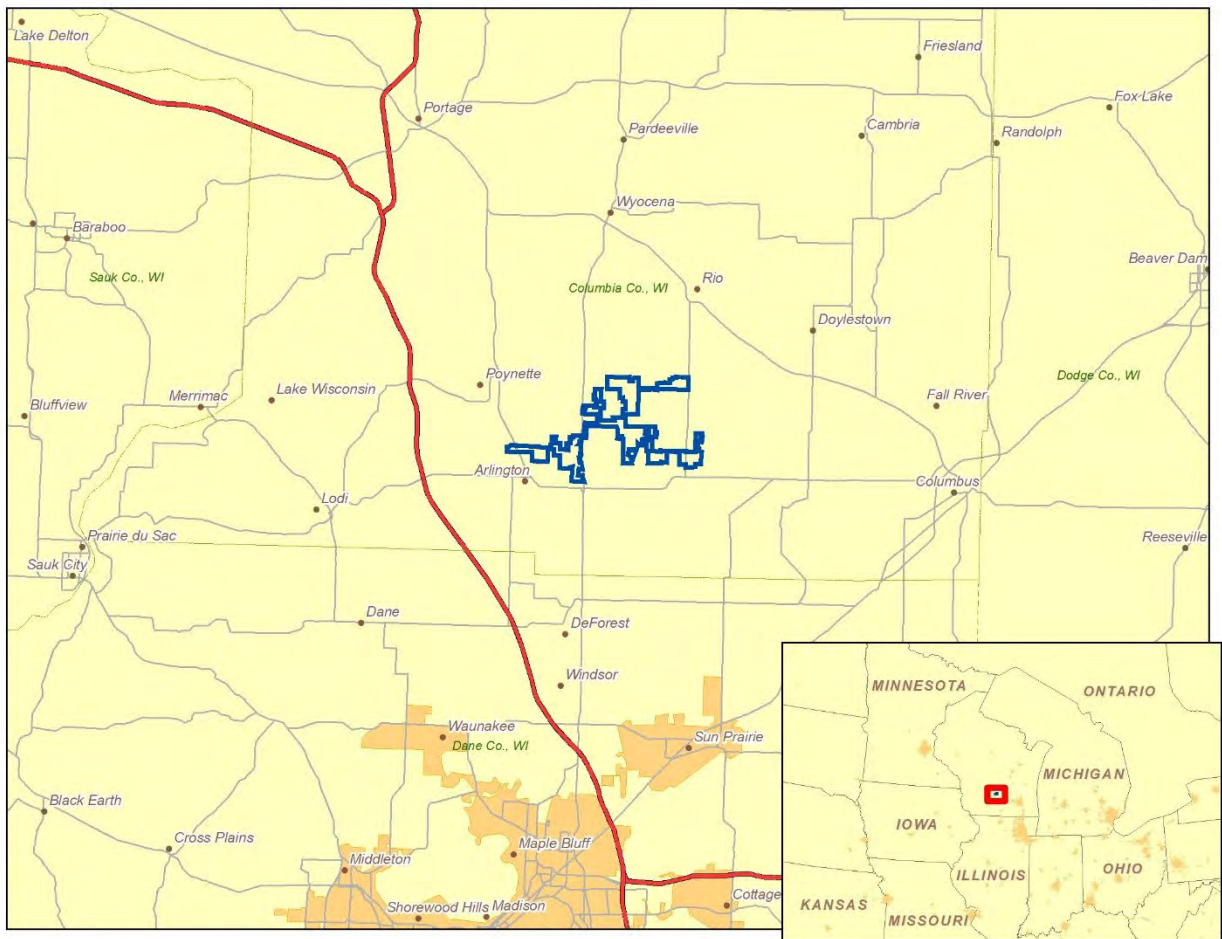 Lake Delton
Friesland
Portage
Fox Lake
Pardeeville
Cambria
Randolph
Wyocena
Baraboo
Beaver Dam
Sauk Co., WI
Columbia Co., WI
Rio
Doylestown
Poynette
Dodge Co., WI
Merrimac
Lake Wisconsin
Fall River
Bluffview
Arlington
Columbus
Lodi
Prairie du Sac
Reeseville
Sauk City
Dane
DeForest
Windsor
Waunakee
Dane Co., WI
Sun Prairie
Black Earth
Cross Plains
Maple Bluff
Middleton
Shorewood Hills
Madison
Cottage
MINNESOTA
ONTARIO
MICHIGAN
IOWA
ILLINOIS
OHIO
KANSAS
MISSOURI